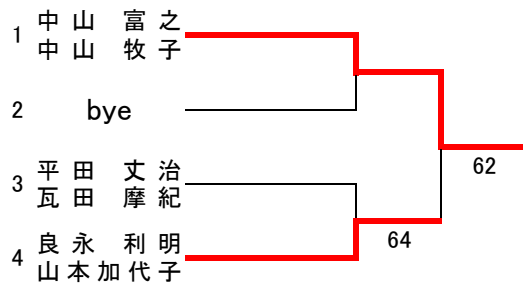 1 中山 富之
中山 牧子
2 bye
62
3 平田 丈治
瓦田 摩紀
64
4 良永 利明
山本加代子